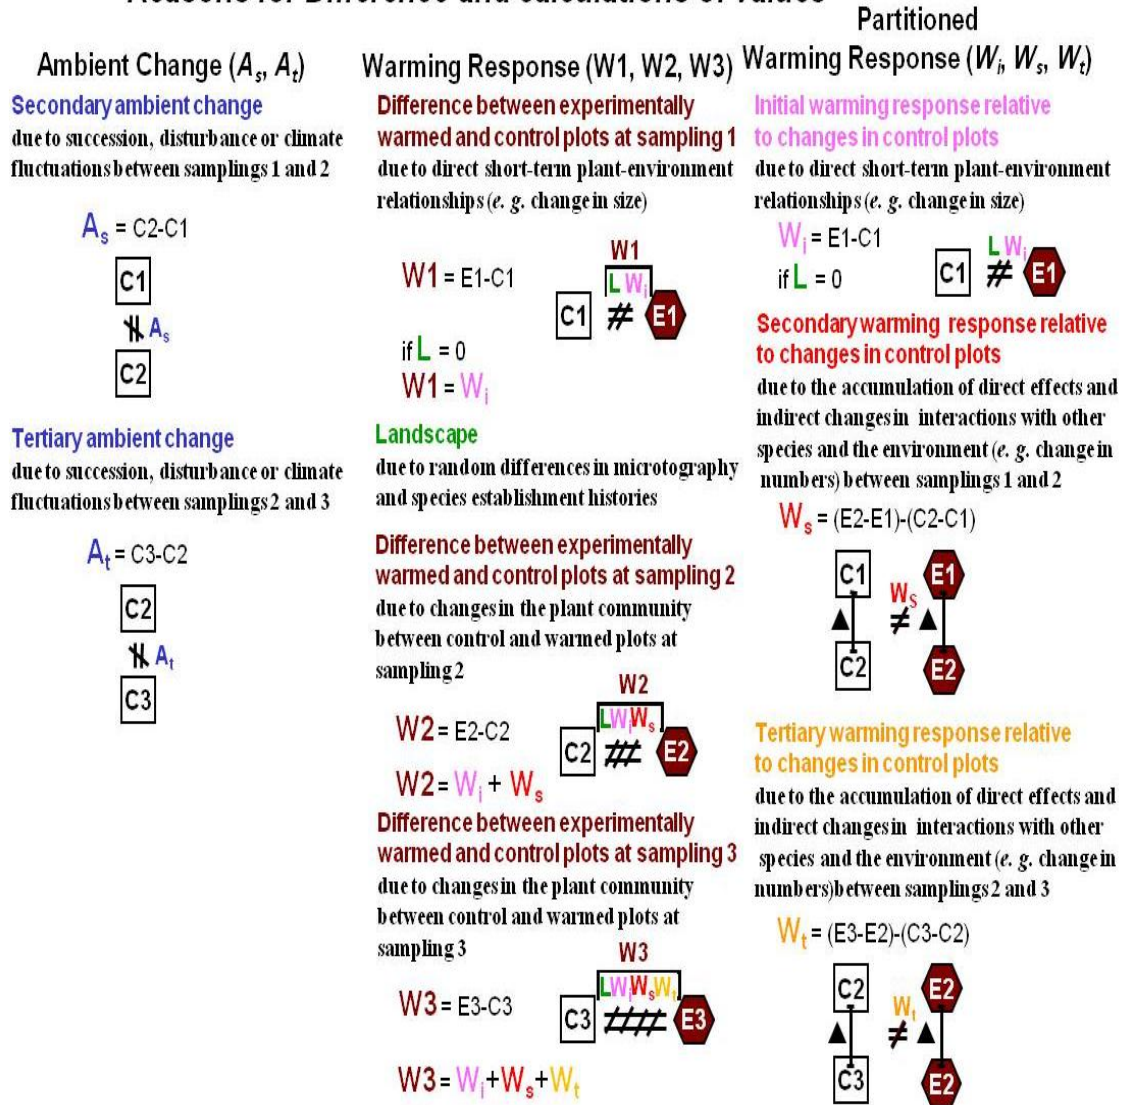 Ambient Change (As, At)
Secondary ambient change
due to succession, disturbance or climate
fluctuations between samplings 1 and 2
As = C2-C1
C1
As
C2
Tertiary ambient change
due to succession, disturbance or climate
fluctuations between samplings 2 and 3
At = C3-C2
C2
At
C3
Warming Response (W1, W2, W3)
Difference between experimentally
warmed and control plots at sampling 1
due to direct short-term plant-environment
relationships (e. g. change in size)
W1 = E1-C1
W1
L Wi
C1 ≠ E1
if L = 0
W1 = Wi
Landscape
due to random differences in microtography
and species establishment histories
Difference between experimentally
warmed and control plots at sampling 2
due to changes in the plant community
between control and warmed plots at
sampling 2
W2 = E2-C2
W2
LWiWs
C2 E2
W2 = Wi + Ws
Difference between experimentally
warmed and control plots at sampling 3
due to changes in the plant community
between control and warmed plots at
sampling 3
W3 = E3-C3
W3
LWiWsWt
C3 E3
W3 = Wi+Ws+Wt
Partitioned
Warming Response (Wi, Ws, Wt)
Initial warming response relative
to changes in control plots
due to direct short-term plant-environment
relationships (e. g. change in size)
Wi = E1-C1
if L = 0
L Wi
C1 ≠ E1
Secondary warming response relative
to changes in control plots
due to the accumulation of direct effects and
indirect changes in interactions with other
species and the environment (e. g. change in
numbers) between samplings 1 and 2
Ws = (E2-E1)-(C2-C1)
C1 E1
▲ Ws ≠ ▲
C2 E2
Tertiary warming response relative
to changes in control plots
due to the accumulation of direct effects and
indirect changes in interactions with other
species and the environment (e. g. change in
numbers)between samplings 2 and 3
Wt = (E3-E2)-(C3-C2)
C2 E2
▲ Wt ≠ ▲
C3 E2